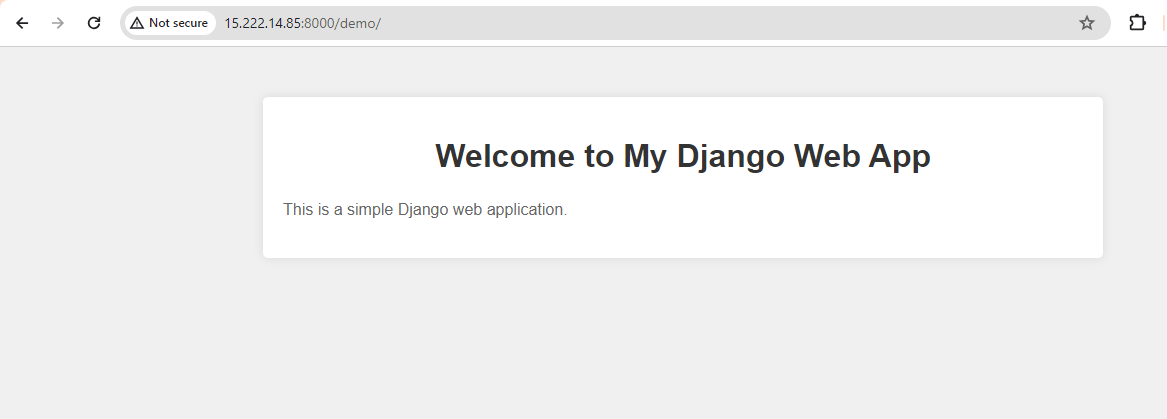 Not secure 15.222.14.85:8000/demo/
Welcome to My Django Web App
This is a simple Django web application.